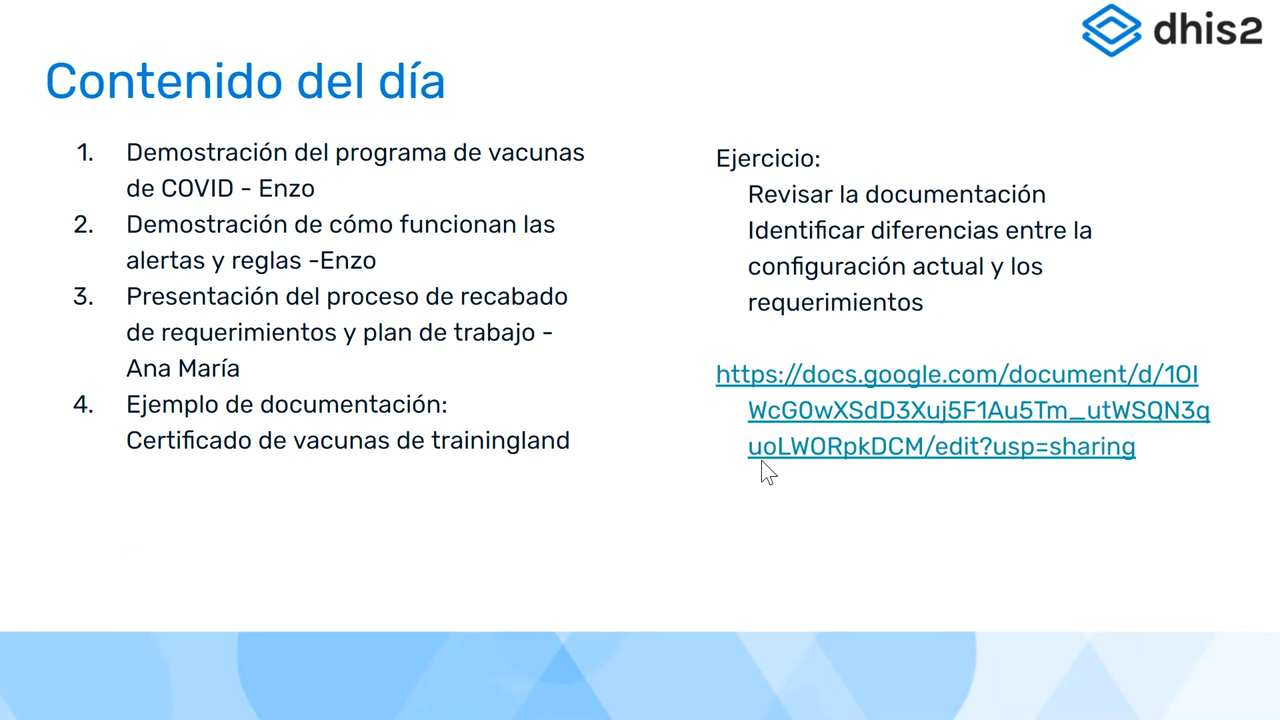 dhis2
Contenido del día
1. Demostración del programa de vacunas
de COVID - Enzo
2. Demostración de cómo funcionan las
alertas y reglas -Enzo
3. Presentación del proceso de recabado
de requerimientos y plan de trabajo -
Ana María
4. Ejemplo de documentación:
Certificado de vacunas de trainingland
Ejercicio:
Revisar la documentación
Identificar diferencias entre la
configuración actual y los
requerimientos
https://docs.google.com/document/d/1OI
WcG0wXSdD3Xuj5F1Au5Tm_utWSQN3q
uoLWORpkDCM/edit?usp=sharing